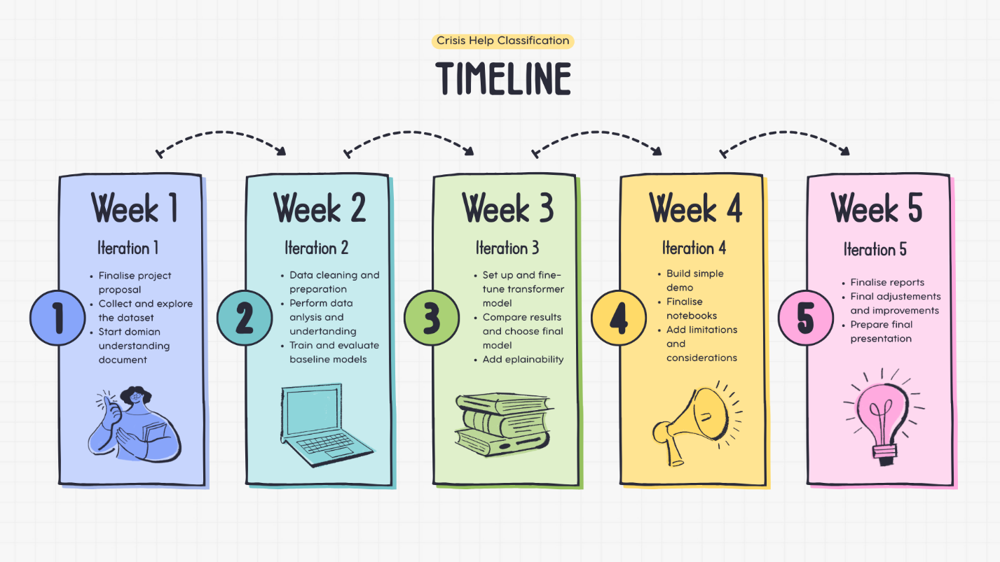 Crisis Help Classification
TIMELINE
Week 1
Iteration 1
• Finalise project
proposal
• Collect and explore
the dataset
• Start domian
understanding
document
1
Week 2
Iteration 2
• Data cleaning and
preparation
• Perform data
anlysis and
undertanding
• Train and evaluate
baseline models
2
Week 3
Iteration 3
• Set up and fine-
tune transformer
model
• Compare results
and choose final
model
• Add eplainability
3
Week 4
Iteration 4
• Build simple
demo
• Finalise
notebooks
• Add limitations
and
considerations
4
Week 5
Iteration 5
• Finalise reports
• Final adjustements
and improvements
• Prepare final
presentation
5